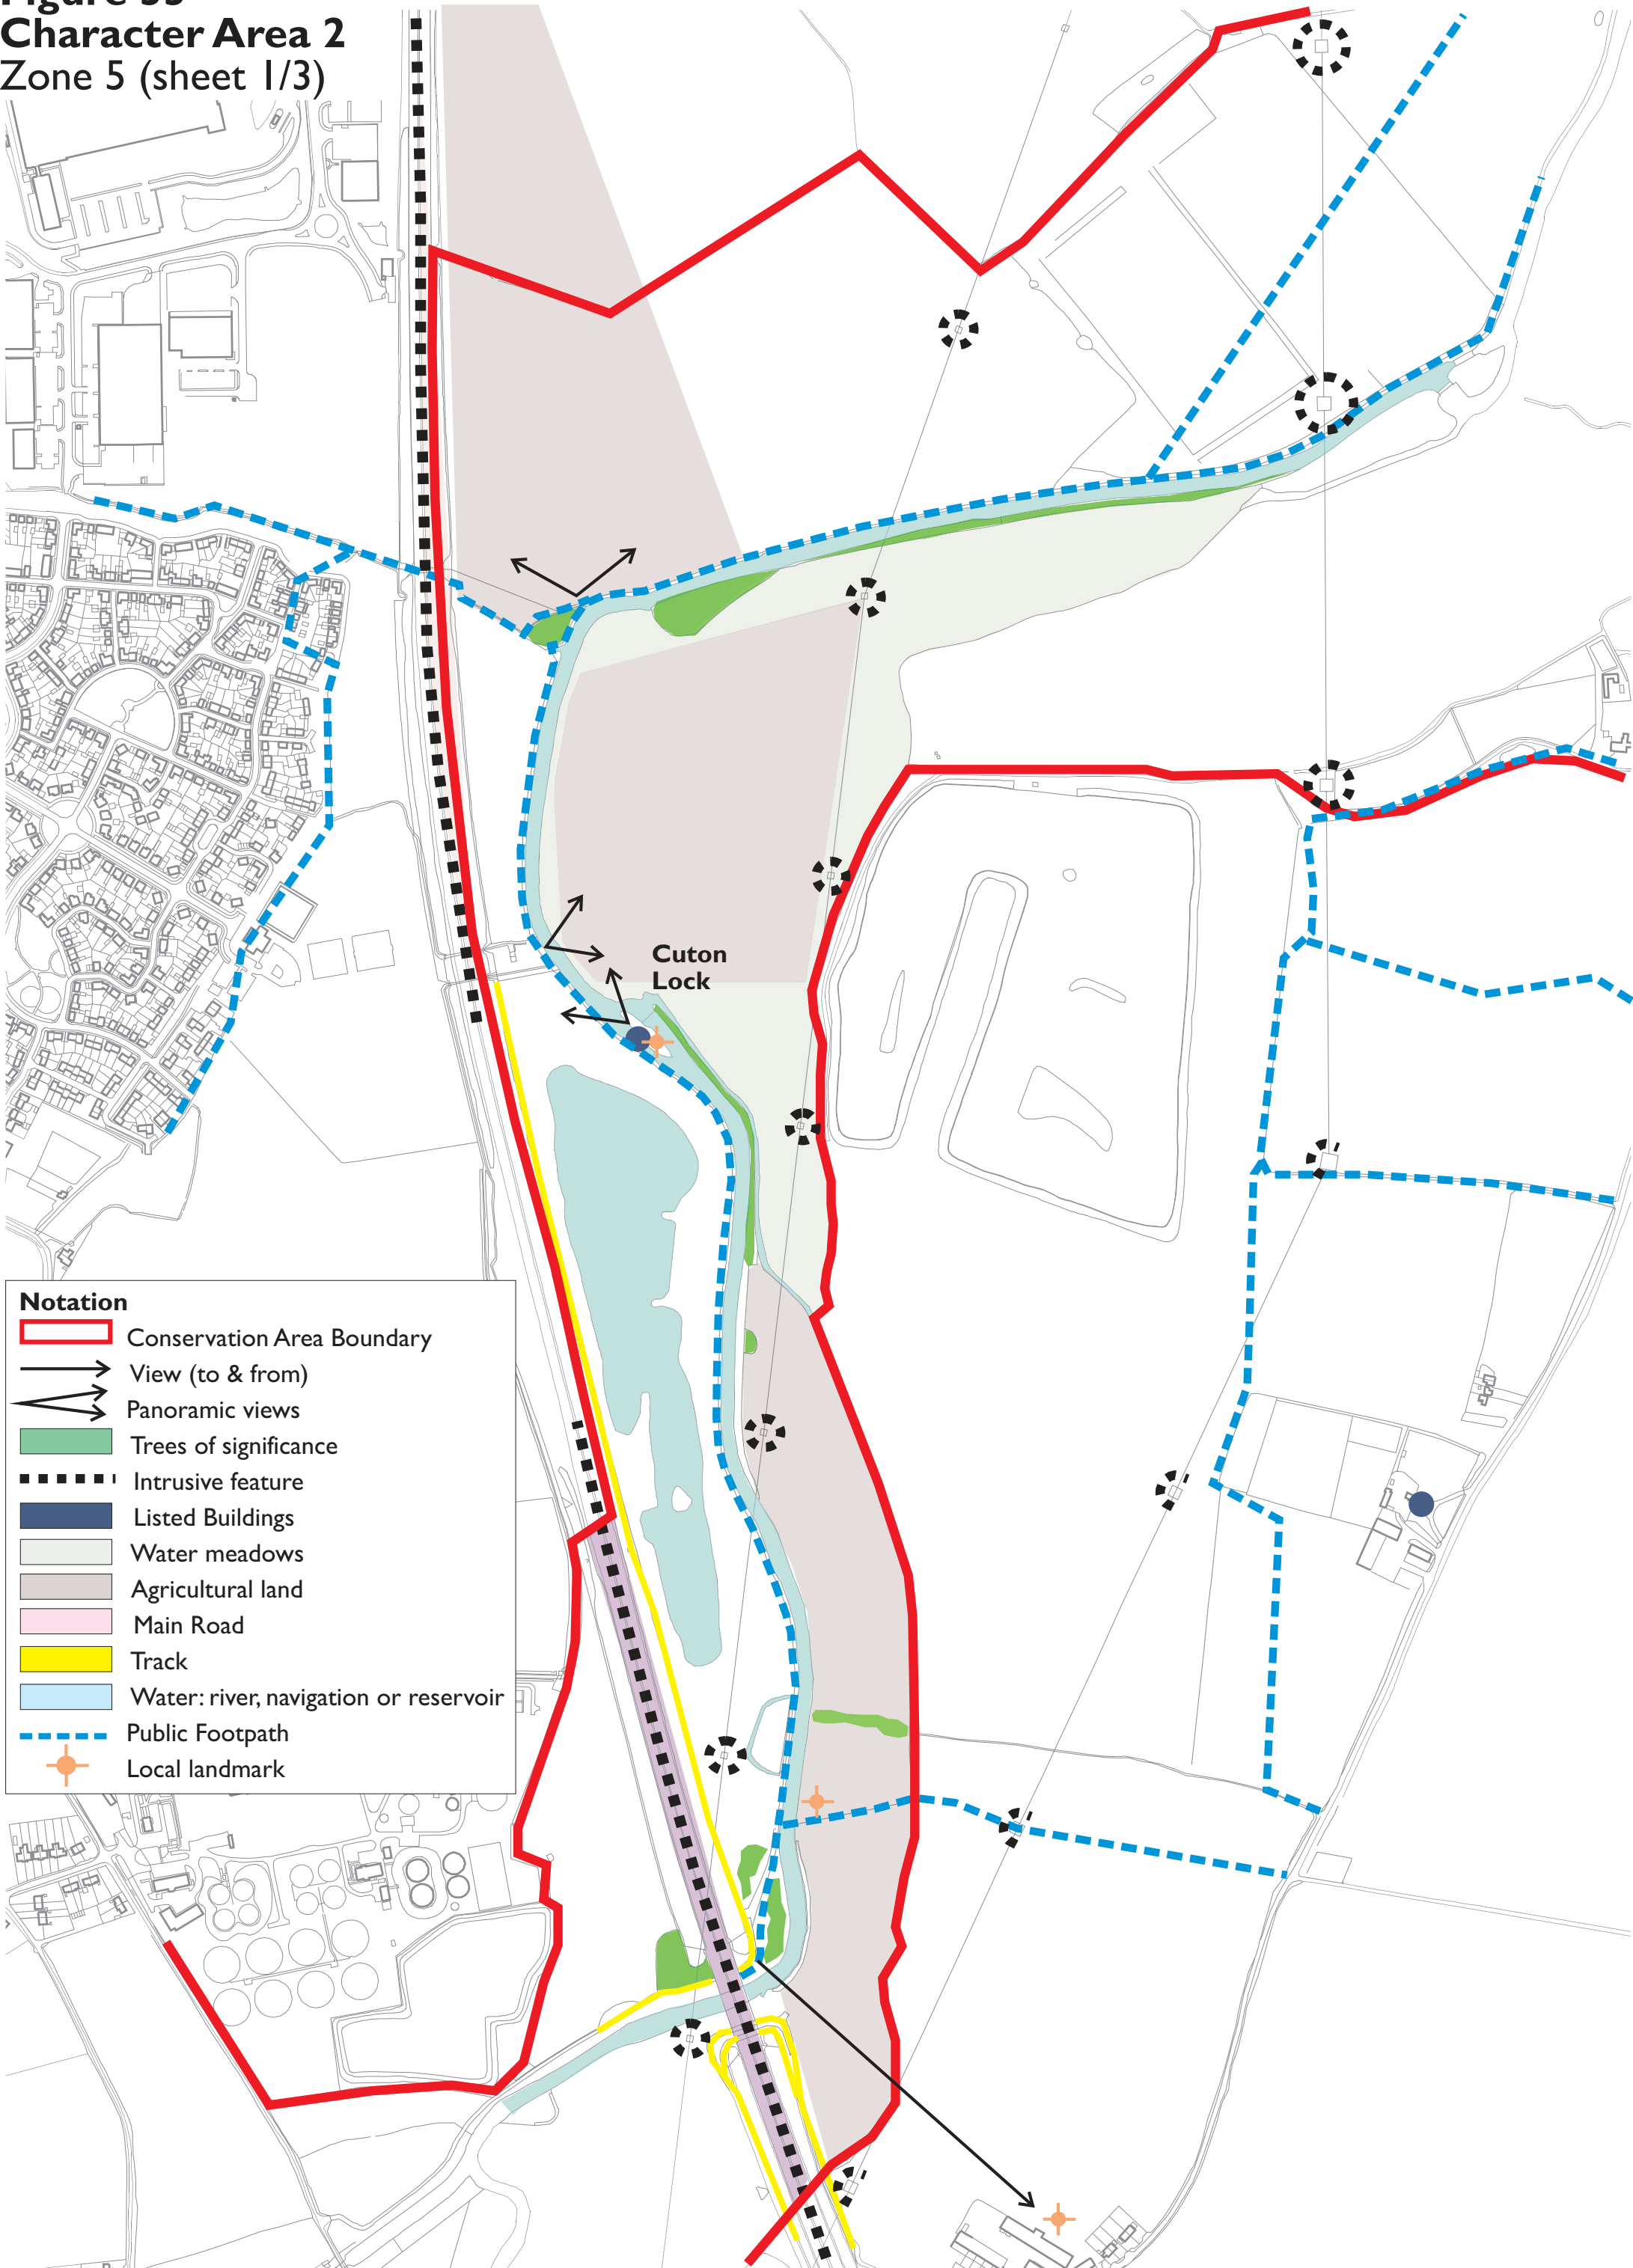 Character Area 2
Zone 5 (sheet 1/3)
Cuton
Lock
Notation
Conservation Area Boundary
View (to & from)
Panoramic views
Trees of significance
Intrusive feature
Listed Buildings
Water meadows
Agricultural land
Main Road
Track
Water: river, navigation or reservoir
Public Footpath
Local landmark